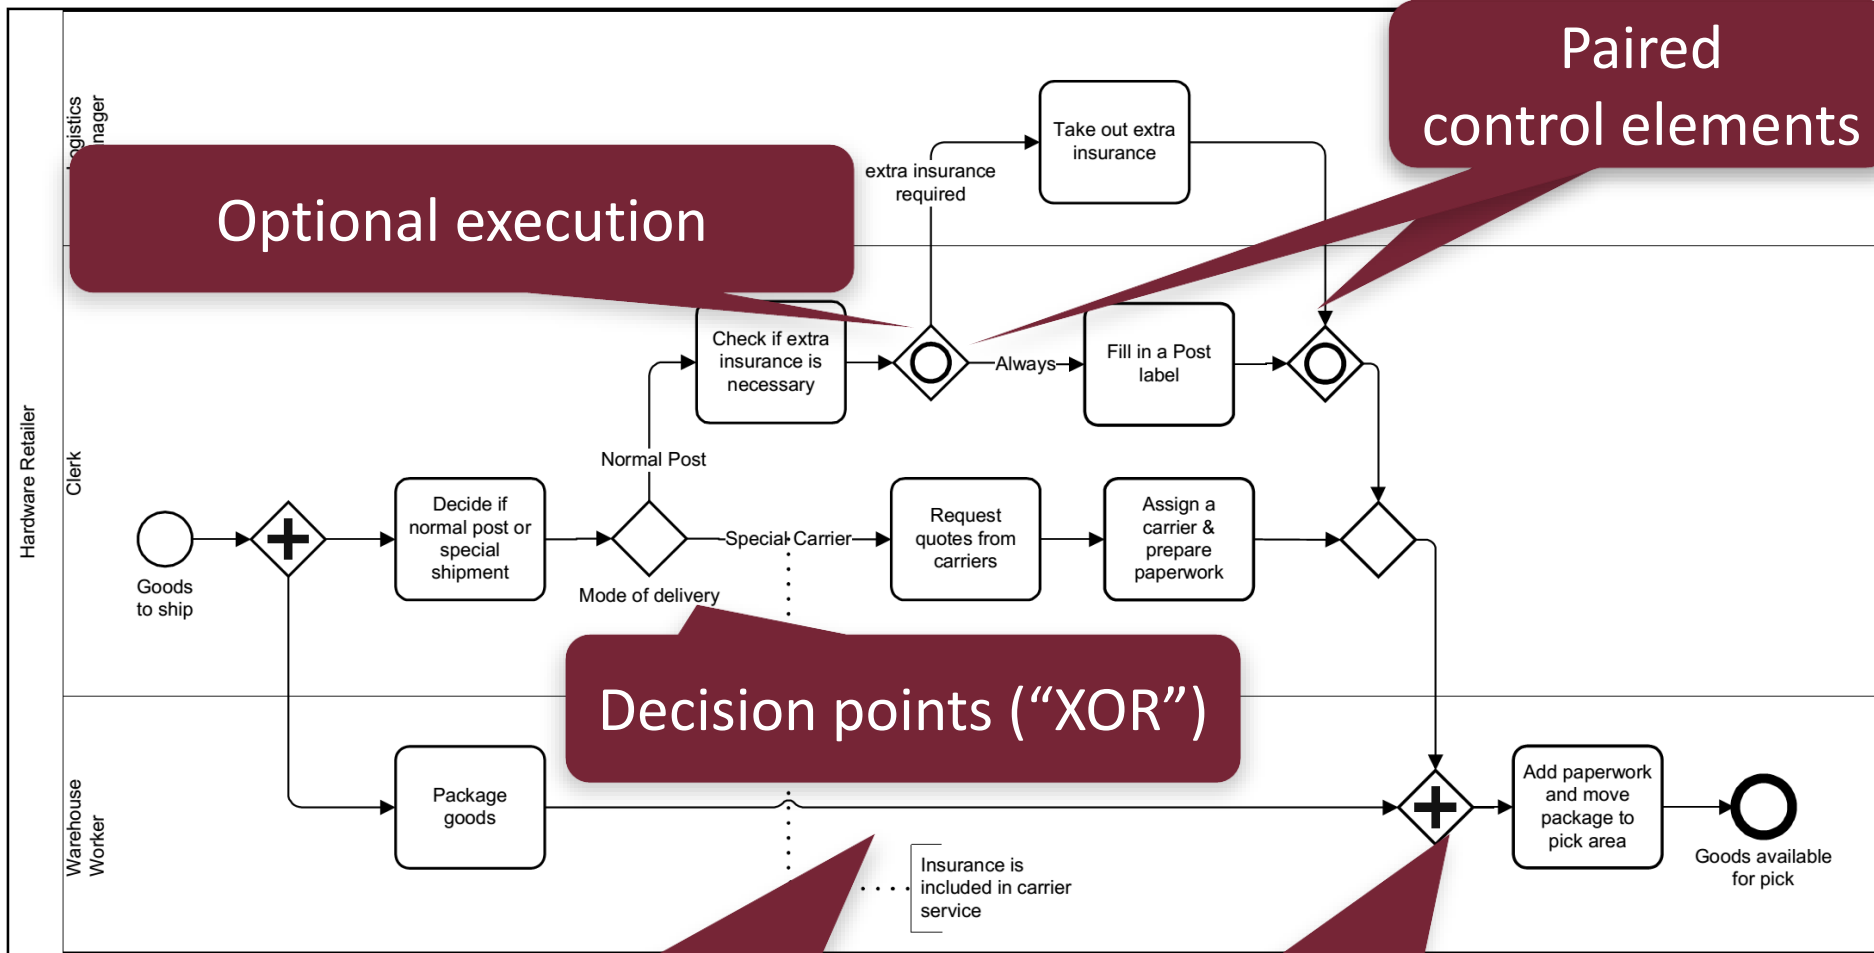 Paired
control elements
ogistics
nager
Take out extra
insurance
extra insurance
required
Optional execution
Hardware Retailer
Clerk
Check if extra
insurance is
necessary
Always
Fill in a Post
label
Normal Post
Goods
to ship
Decide if
normal post or
special
shipment
Mode of delivery
Special Carrier
Request
quotes from
carriers
Assign a
carrier &
prepare
paperwork
Decision points (“XOR”)
Warehouse
Worker
Package
goods
Insurance is
included in carrier
service
Add paperwork
and move
package to
pick area
Goods available
for pick